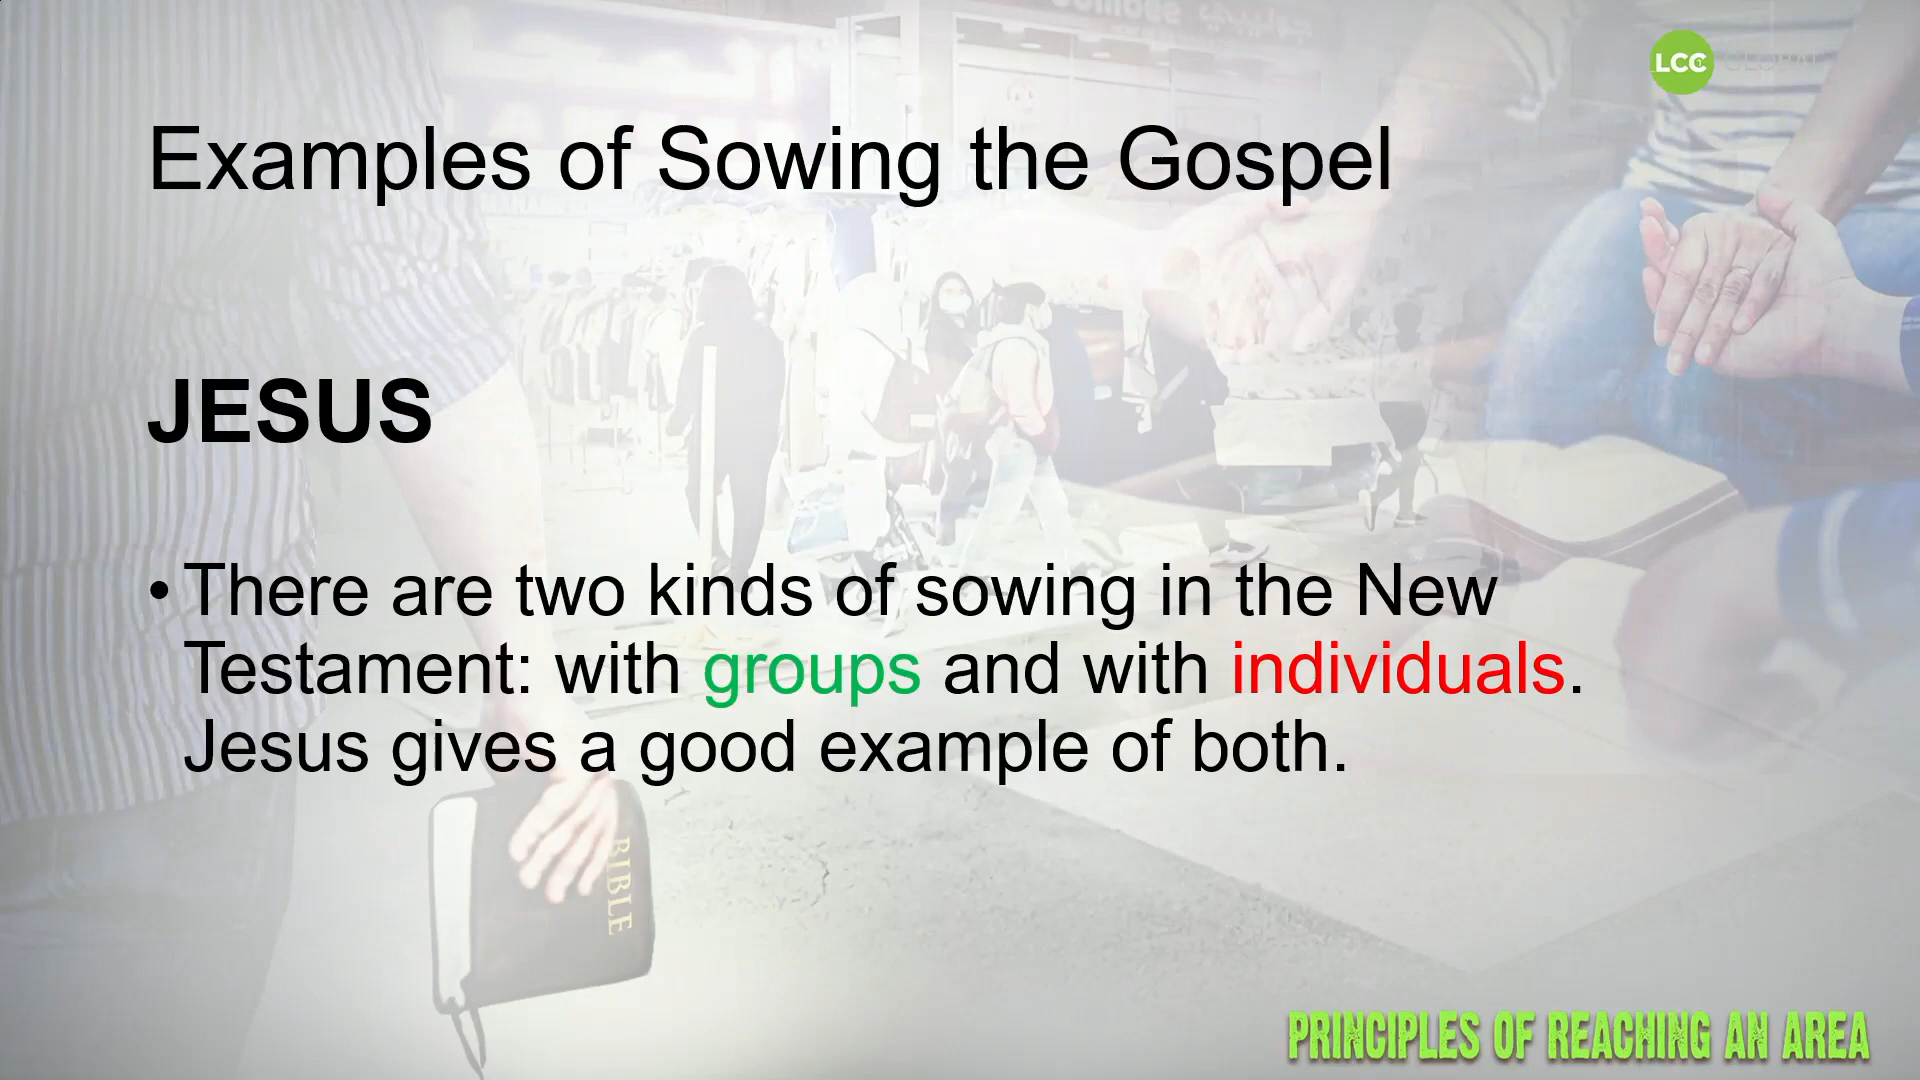 LCC GLOBAL
Examples of Sowing the Gospel
JESUS
• There are two kinds of sowing in the New
Testament: with groups and with individuals.
Jesus gives a good example of both.
BIBLE
PRINCIPLES OF REACHING AN AREA